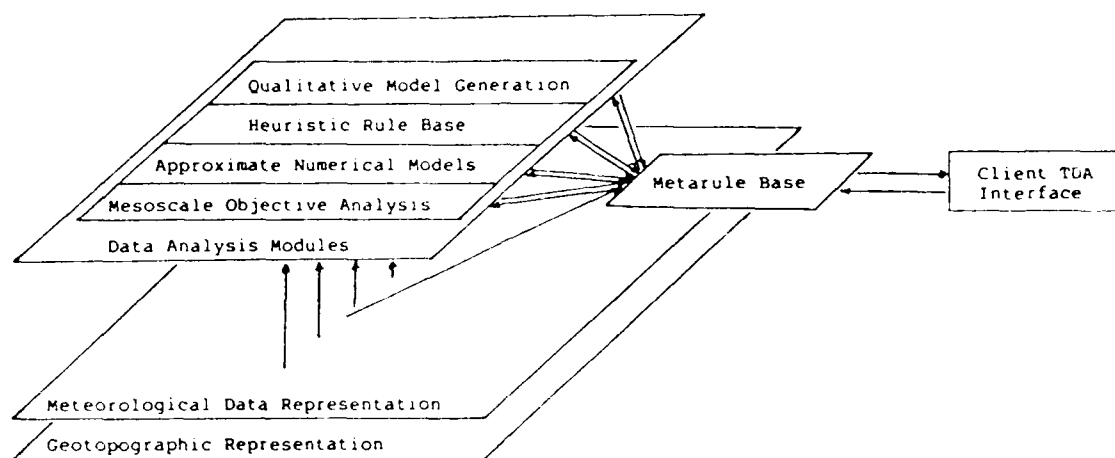 Qualitative Model Generation
Heuristic Rule Base
Approximate Numerical Models
Mesoscale Objective Analysis
Data Analysis Modules
Metarule Base
Client TDA
Interface
Meteorological Data Representation
Geotopographic Representation